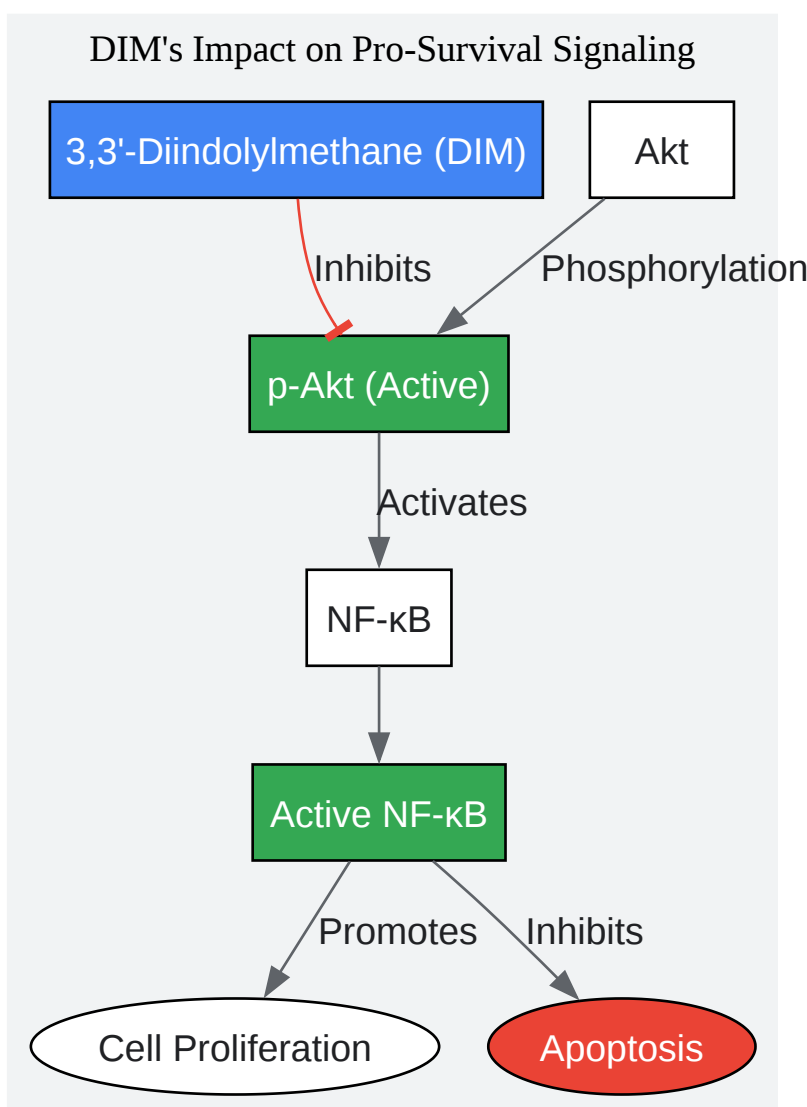 DIM's Impact on Pro-Survival Signaling
3,3'-Diindolylmethane (DIM)
Akt
Inhibits
Phosphorylation
p-Akt (Active)
Activates
NF-κB
Active NF-κB
Promotes
Inhibits
Cell Proliferation
Apoptosis